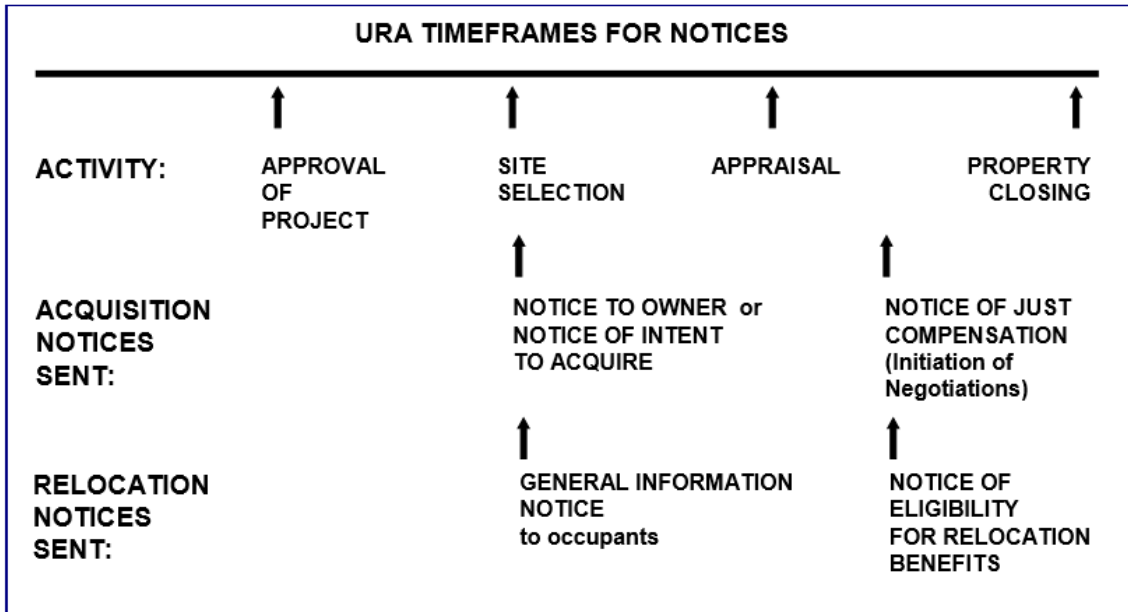 URA TIMEFRAMES FOR NOTICES
ACTIVITY:
APPROVAL
OF
PROJECT
SITE
SELECTION
APPRAISAL
PROPERTY
CLOSING
ACQUISITION
NOTICES
SENT:
NOTICE TO OWNER or
NOTICE OF INTENT
TO ACQUIRE
NOTICE OF JUST
COMPENSATION
(Initiation of
Negotiations)
RELOCATION
NOTICES
SENT:
GENERAL INFORMATION
NOTICE
to occupants
NOTICE OF
ELIGIBILITY
FOR RELOCATION
BENEFITS